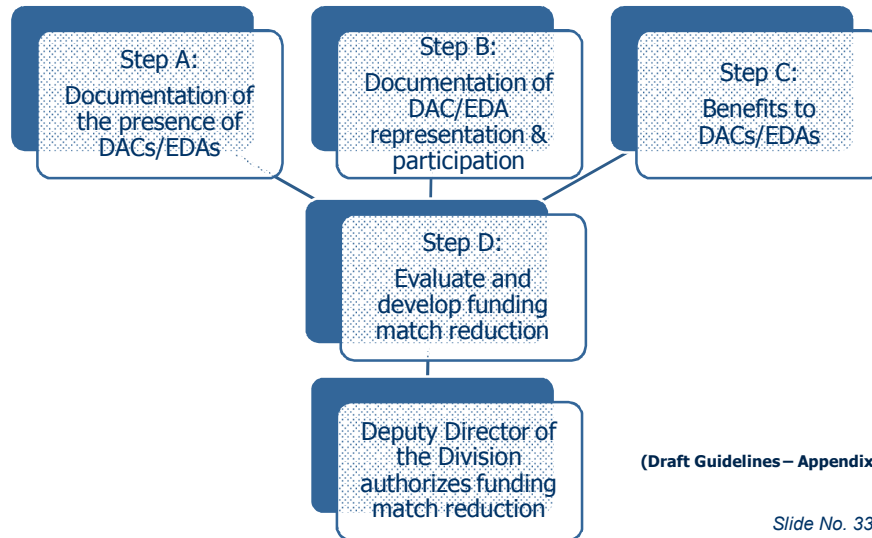 Step A:
Documentation of
the presence of
DACs/EDAs
Step B:
Documentation of
DAC/EDA
representation &
participation
Step C:
Benefits to
DACs/EDAs
Step D:
Evaluate and
develop funding
match reduction
Deputy Director of
the Division
authorizes funding
match reduction
(Draft Guidelines – Appendix
Slide No. 33